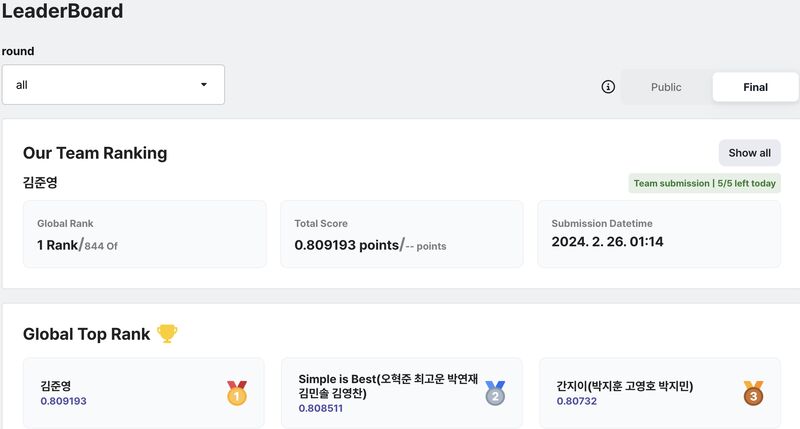 LeaderBoard
round
all
Public
Final
Our Team Ranking
Show all
김준영
Team submission | 5/5 left today
Global Rank
1 Rank/844 Of
Total Score
0.809193 points/-- points
Submission Datetime
2024. 2. 26. 01:14
Global Top Rank
김준영
0.809193
1
Simple is Best(오혁준 최고운 박연재
김민솔 김영찬)
0.808511
2
간지이(박지훈 고영호 박지민)
0.80732
3